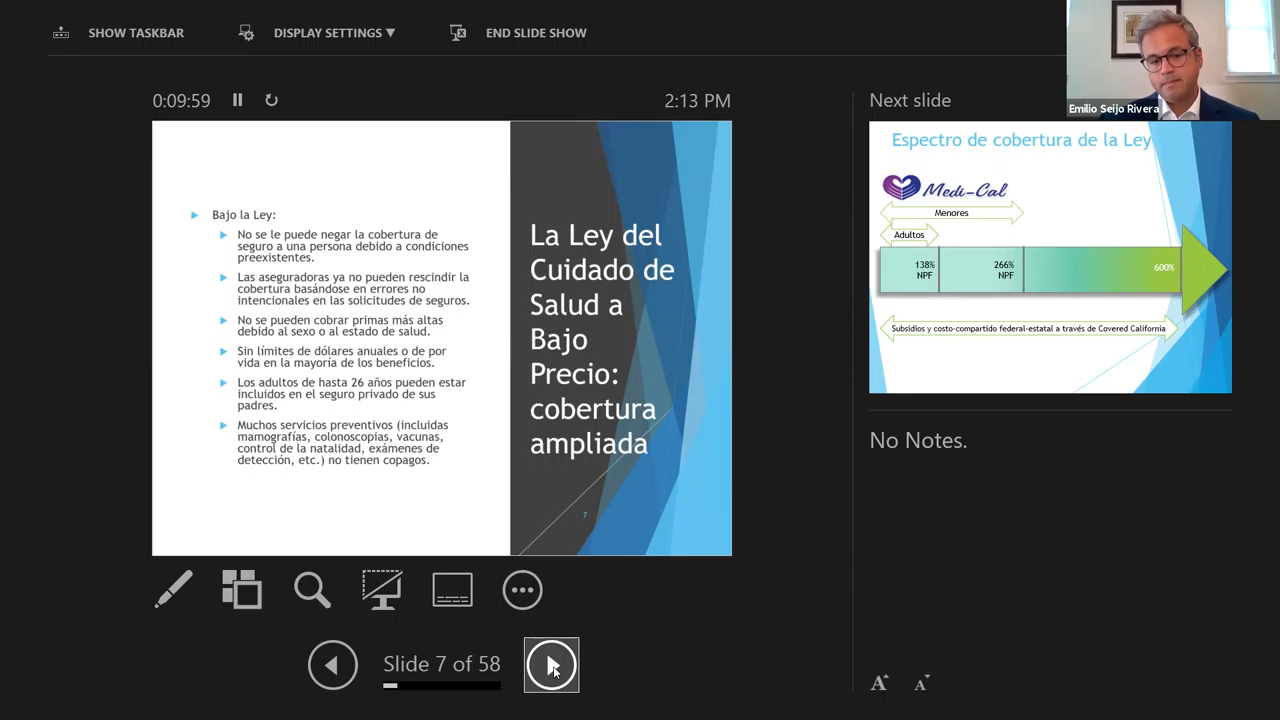 SHOW TASKBAR
DISPLAY SETTINGS ▼
END SLIDE SHOW
0:09:59
2:13 PM
Bajo la Ley:
No se le puede negar la cobertura de
seguro a una persona debido a condiciones
preexistentes.
Las aseguradoras ya no pueden rescindir la
cobertura basándose en errores no
intencionales en las solicitudes de seguros.
No se pueden cobrar primas más altas
debido al sexo o al estado de salud.
Sin límites de dólares anuales o de por
vida en la mayoría de los beneficios.
Los adultos de hasta 26 años pueden estar
incluidos en el seguro privado de sus
padres.
Muchos servicios preventivos (incluidas
mamografías, colonoscopias, vacunas,
control de la natalidad, exámenes de
detección, etc.) no tienen copagos.
La Ley del
Cuidado de
Salud a
Bajo
Precio:
cobertura
ampliada
7
Slide 7 of 58
Emilio Seijo Rivera
Next slide
Espectro de cobertura de la Ley
Medi-Cal
Menores
Adultos
138%
NPF
266%
NPF
600%
Subsidios y costo-compartido federal-estatal a través de Covered California
No Notes.
A A